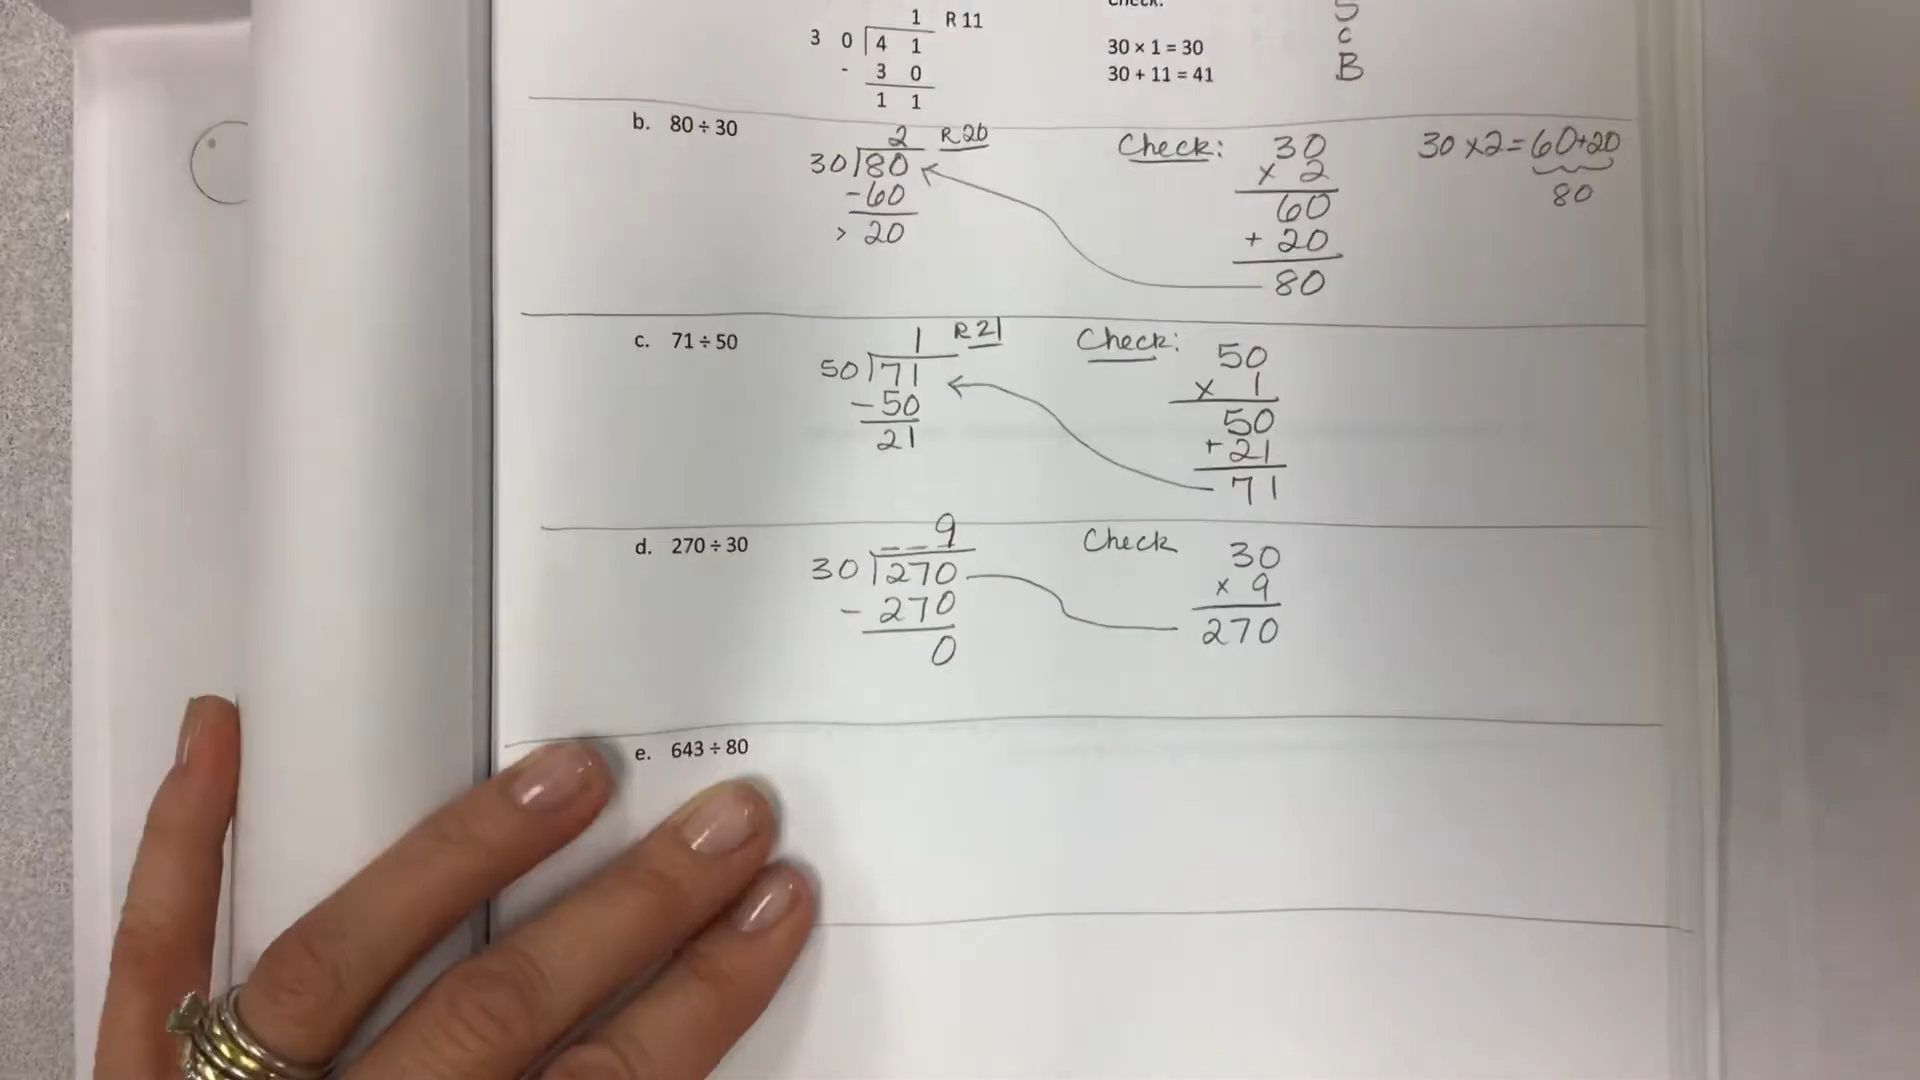 Check:
1 R 11
3 0 4 1
- 3 0
1 1
30 × 1 = 30
30 + 11 = 41
S
C
B
b. 80 ÷ 30
2 R20
30 80
-60
> 20
Check:
30
x 2
60
+ 20
80
30 x2=60+20
80
c. 71 ÷ 50
1 R21
50 71
-50
21
Check:
50
x 1
50
+21
71
d. 270 ÷ 30
_ _ 9
30 270
- 270
0
Check
30
x 9
270
e. 643 ÷ 80